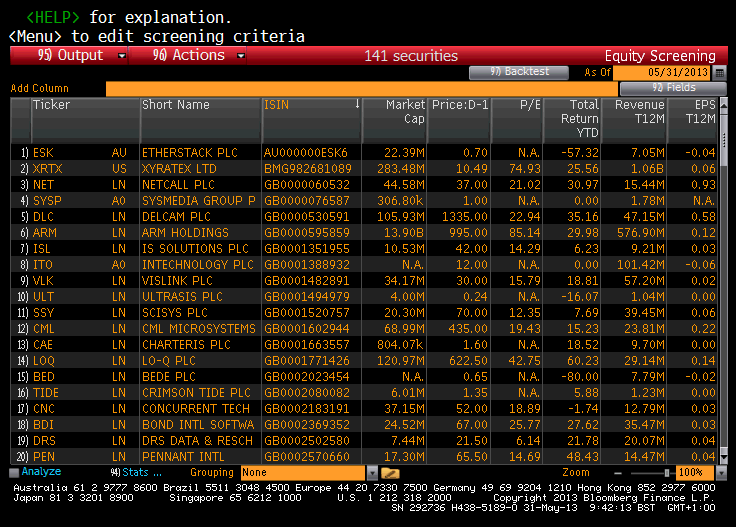 <HELP> for explanation.
<Menu> to edit screening criteria
95) Output 96) Actions 141 securities Equity Screening
97) Backtest As Of 05/31/2013
Add Column 92) Fields
Ticker Short Name ISIN ↓ Market Cap Price:D-1 P/E Total Return YTD Revenue T12M EPS T12M
1) ESK AU ETHERSTACK PLC AU000000ESK6 22.39M 0.70 N.A. -57.32 7.05M -0.04
2) XRTX US XYRATEX LTD BMG982681089 283.48M 10.49 74.93 25.56 1.06B 0.06
3) NET LN NETCALL PLC GB0000060532 44.58M 37.00 21.02 30.97 15.44M 0.93
4) SYSP A0 SYSMEDIA GROUP P GB0000076587 306.80k 1.00 N.A. 0.00 1.78M N.A.
5) DLC LN DELCAM PLC GB0000530591 105.93M 1335.00 22.94 35.16 47.15M 0.58
6) ARM LN ARM HOLDINGS GB0000595859 13.90B 995.00 85.14 29.98 576.90M 0.12
7) ISL LN IS SOLUTIONS PLC GB0001351955 10.53M 42.00 14.29 6.23 9.21M 0.03
8) ITO A0 INTECHNOLOGY PLC GB0001388932 N.A. 12.00 N.A. 0.00 101.42M -0.06
9) VLK LN VISLINK PLC GB0001482891 34.17M 30.00 15.79 18.81 57.20M 0.02
10) ULT LN ULTRASIS PLC GB0001494979 4.00M 0.24 N.A. -16.07 1.04M 0.00
11) SSY LN SCISYS PLC GB0001520757 20.30M 70.00 12.35 7.69 39.45M 0.06
12) CML LN CML MICROSYSTEMS GB0001602944 68.99M 435.00 19.43 15.23 23.81M 0.22
13) CAE LN CHARTERIS PLC GB0001663557 804.07k 1.60 N.A. 18.52 9.70M 0.00
14) LOQ LN LO-Q PLC GB0001771426 120.97M 622.50 42.75 60.23 29.14M 0.14
15) BED LN BEDE PLC GB0002023454 N.A. 0.65 N.A. -80.00 7.79M -0.02
16) TIDE LN CRIMSON TIDE PLC GB0002080082 6.01M 1.35 N.A. 5.88 1.23M 0.00
17) CNC LN CONCURRENT TECH GB0002183191 37.15M 52.00 18.89 -1.74 12.79M 0.03
18) BDI LN BOND INTL SOFTWA GB0002369352 24.52M 67.00 25.77 27.62 35.47M 0.03
19) DRS LN DRS DATA & RESCH GB0002502580 7.44M 21.50 6.14 21.78 20.07M 0.04
20) PEN LN PENNANT INTL GB0002570660 17.30M 65.50 14.69 48.43 14.47M 0.04
Analyze 94) Stats ... Grouping None Zoom 100%
Australia 61 2 9777 8600 Brazil 5511 3048 4500 Europe 44 20 7330 7500 Germany 49 69 9204 1210 Hong Kong 852 2977 6000
Japan 81 3 3201 8900 Singapore 65 6212 1000 U.S. 1 212 318 2000 Copyright 2013 Bloomberg Finance L.P.
SN 292736 H438-5189-0 31-May-13 9:42:13 BST GMT+1:00